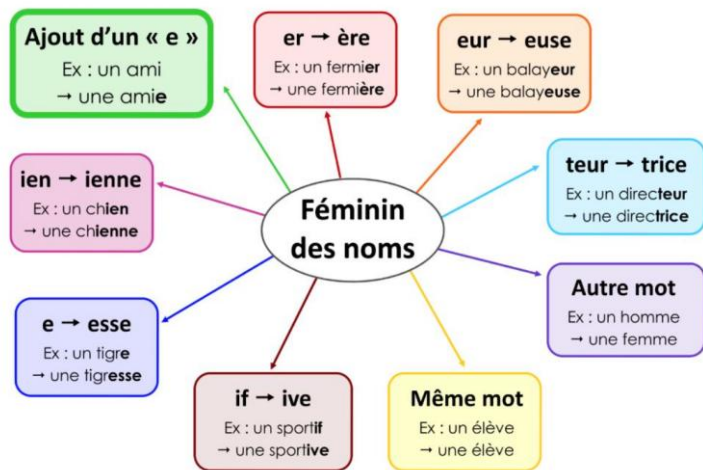 Ajout d'un « e »
Ex : un ami
→ une amie
er → ère
Ex : un fermier
→ une fermière
eur → euse
Ex : un balayeur
→ une balayeuse
ien → ienne
Ex : un chien
→ une chienne
Féminin
des noms
teur → trice
Ex : un directeur
→ une directrice
e → esse
Ex : un tigre
→ une tigresse
if → ive
Ex : un sportif
→ une sportive
Même mot
Ex : un élève
→ une élève
Autre mot
Ex : un homme
→ une femme